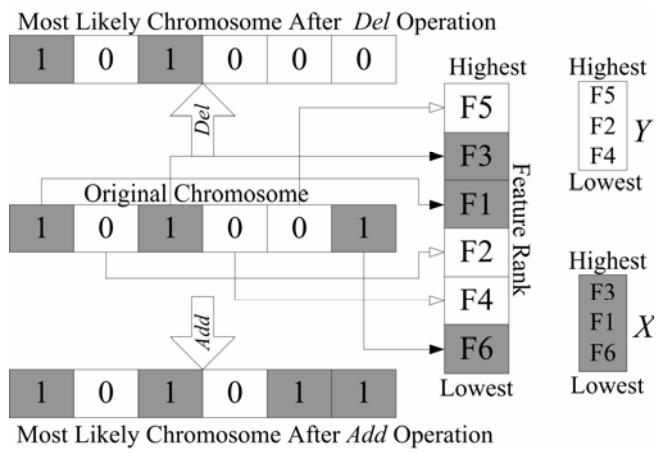 Most Likely Chromosome After Del Operation
1 0 1 0 0 0
Del
Original Chromosome
1 0 1 0 0 1
Add
1 0 1 0 1 1
Most Likely Chromosome After Add Operation
Highest
F5
F3
F1
F2
F4
F6
Lowest
Feature Rank
Highest
F5
F2
F4
Y
Lowest
Highest
F3
F1
F6
X
Lowest